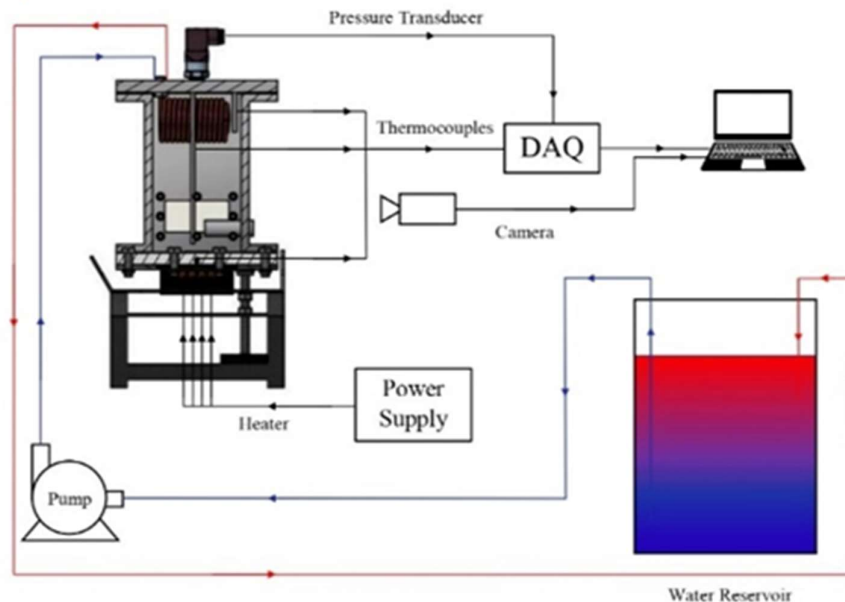 Pressure Transducer
Thermocouples
DAQ
Camera
Power
Supply
Heater
Pump
Water Reservoir